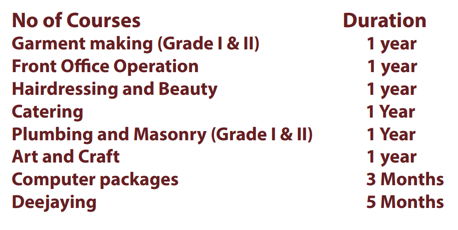 No of Courses Duration
Garment making (Grade I & II) 1 year
Front Office Operation 1 year
Hairdressing and Beauty 1 year
Catering 1 Year
Plumbing and Masonry (Grade I & II) 1 Year
Art and Craft 1 year
Computer packages 3 Months
Deejaying 5 Months